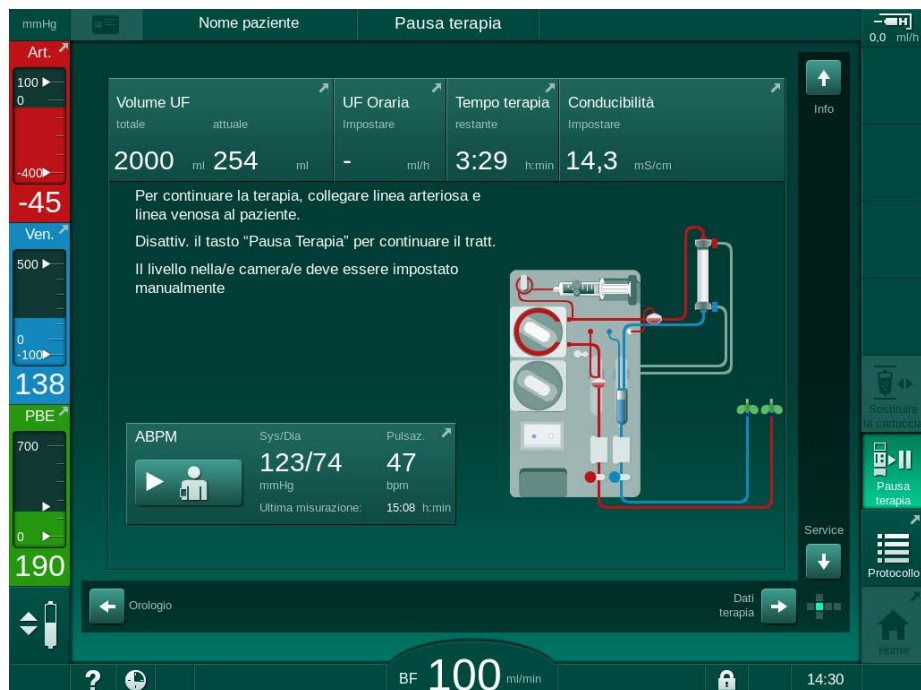 mmHg
Nome paziente
Pausa terapia
0,0 ml/h
Art.
100
0
-400
-45
Ven.
500
0
-100
138
PBE
700
0
190
Volume UF
totale attuale
2000 ml 254 ml
UF Oraria
Impostare
- ml/h
Tempo terapia
restante
3:29 h:min
Conducibilità
Impostare
14,3 mS/cm
Per continuare la terapia, collegare linea arteriosa e
linea venosa al paziente.
Disattiv. il tasto “Pausa Terapia” per continuare il tratt.
Il livello nella/e camera/e deve essere impostato
manualmente
ABPM
Sys/Dia
Pulsaz.
123/74
47
mmHg
bpm
Ultima misurazione: 15:08 h:min
Info
Service
Orologio
Dati
terapia
Sostituire
la cartuccia
Pausa
terapia
Protocollo
Home
?
BF 100 ml/min
14:30